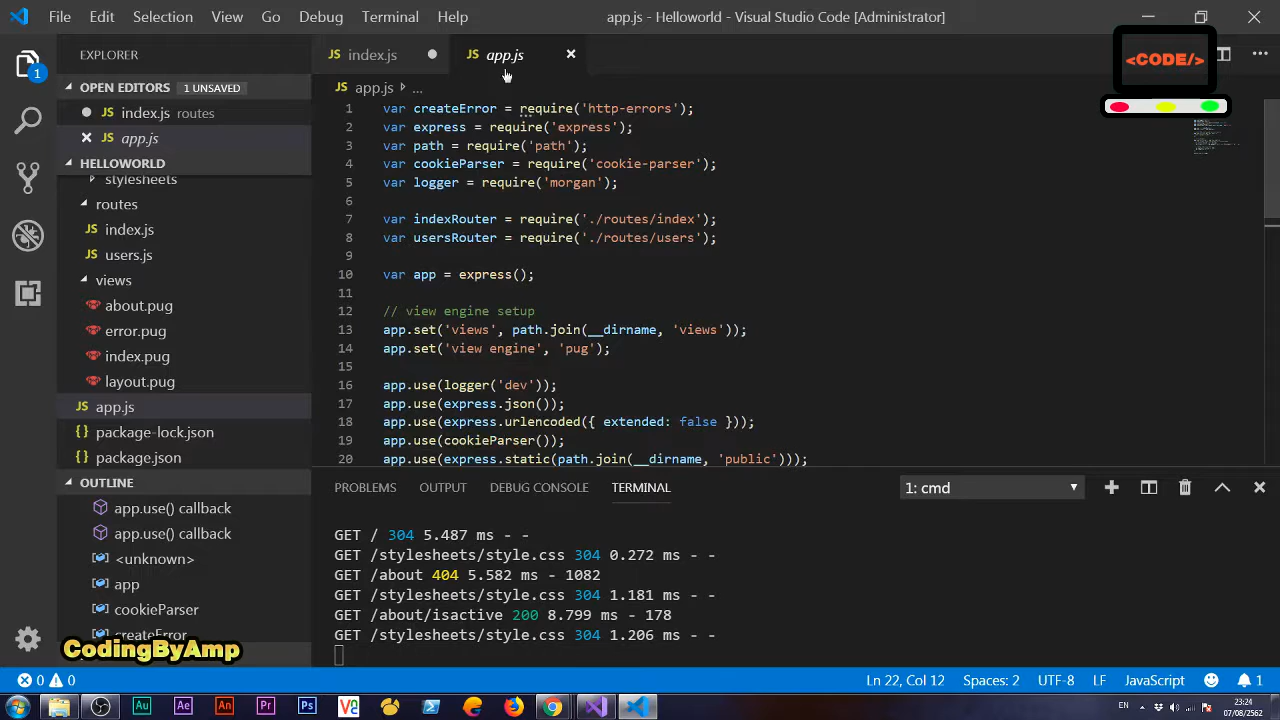 File Edit Selection View Go Debug Terminal Help app.js - Helloworld - Visual Studio Code [Administrator]
<CODE/>
EXPLORER
OPEN EDITORS 1 UNSAVED
index.js routes
app.js
HELLOWORLD
stylesheets
routes
JS index.js
JS users.js
views
about.pug
error.pug
index.pug
layout.pug
JS app.js
{} package-lock.json
{} package.json
OUTLINE
app.use() callback
app.use() callback
<unknown>
app
cookieParser
createError
CodingByAmp
JS index.js
JS app.js
JS app.js ...
1 var createError = require('http-errors');
2 var express = require('express');
3 var path = require('path');
4 var cookieParser = require('cookie-parser');
5 var logger = require('morgan');
6
7 var indexRouter = require('./routes/index');
8 var usersRouter = require('./routes/users');
9
10 var app = express();
11
12 // view engine setup
13 app.set('views', path.join(__dirname, 'views'));
14 app.set('view engine', 'pug');
15
16 app.use(logger('dev'));
17 app.use(express.json());
18 app.use(express.urlencoded({ extended: false }));
19 app.use(cookieParser());
20 app.use(express.static(path.join(__dirname, 'public')));
PROBLEMS OUTPUT DEBUG CONSOLE TERMINAL 1: cmd
GET / 304 5.487 ms - -
GET /stylesheets/style.css 304 0.272 ms - -
GET /about 404 5.582 ms - 1082
GET /stylesheets/style.css 304 1.181 ms - -
GET /about/isactive 200 8.799 ms - 178
GET /stylesheets/style.css 304 1.206 ms - -
0 0 Ln 22, Col 12 Spaces: 2 UTF-8 LF JavaScript 1
Au Ae An Pr Ps EN 23:24
07/08/2562